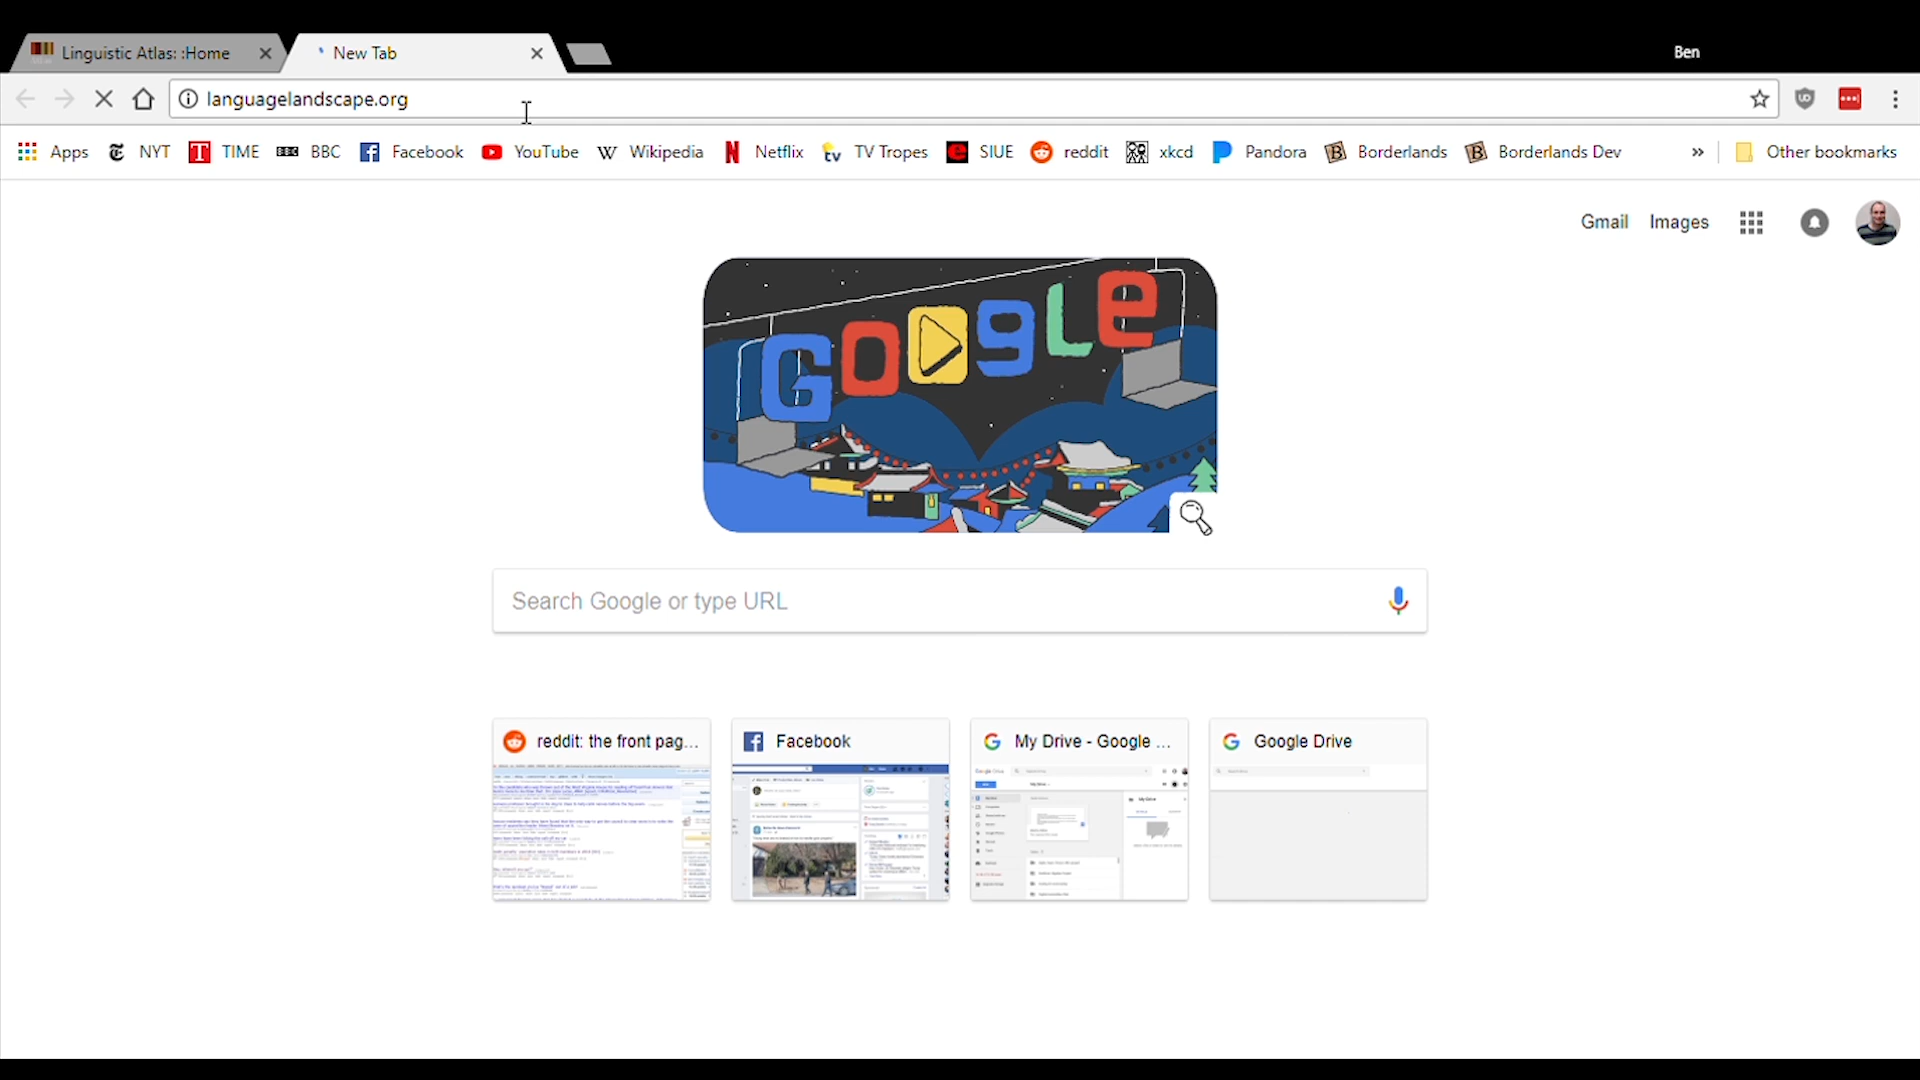 Linguistic Atlas: :Home
New Tab
Ben
languagelandscape.org
Apps NYT TIME BBC Facebook YouTube Wikipedia Netflix TV Tropes SIUE reddit xkcd Pandora Borderlands Borderlands Dev » Other bookmarks
Gmail Images
GOOGLE
Search Google or type URL
reddit: the front pag...
Facebook
My Drive - Google ...
Google Drive